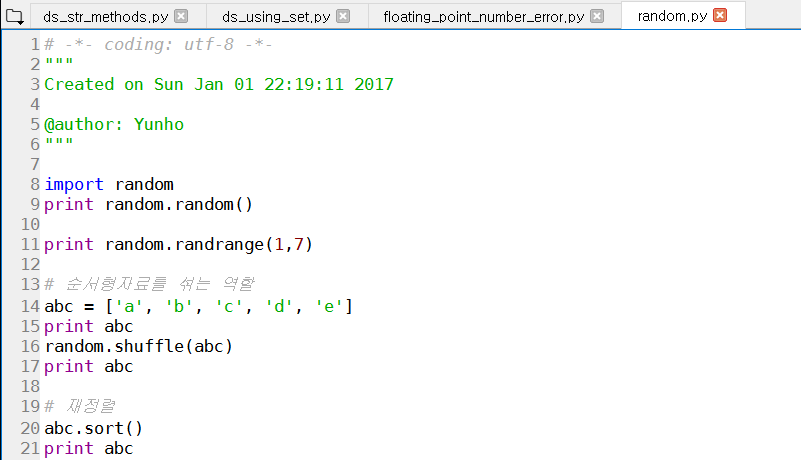 ds_str_methods.py ds_using_set.py floating_point_number_error.py random.py
1 # -*- coding: utf-8 -*-
2 """
3 Created on Sun Jan 01 22:19:11 2017
4
5 @author: Yunho
6 """
7
8 import random
9 print random.random()
10
11 print random.randrange(1,7)
12
13 # 순서형자료를 섞는 역할
14 abc = ['a', 'b', 'c', 'd', 'e']
15 print abc
16 random.shuffle(abc)
17 print abc
18
19 # 재정렬
20 abc.sort()
21 print abc